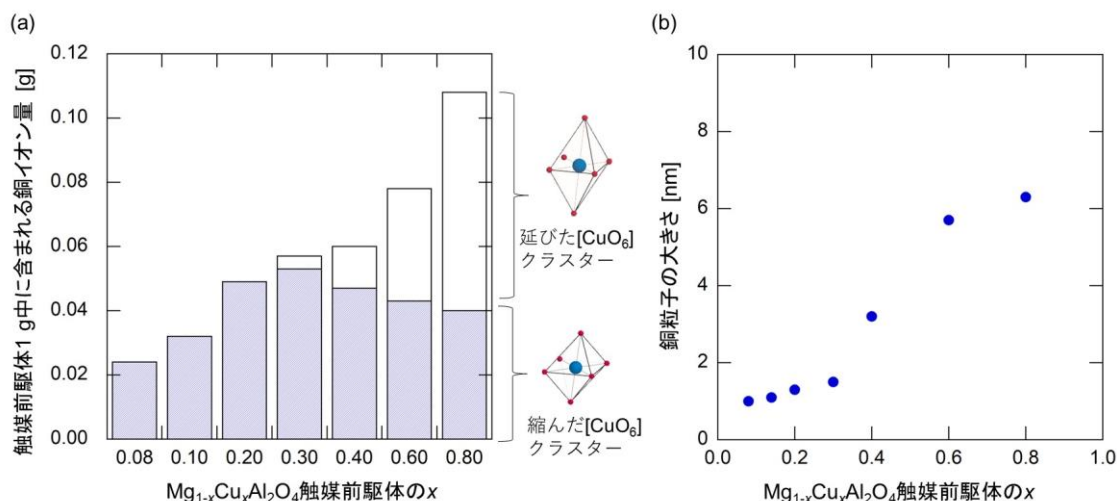 (a)
触媒前駆体1 g中に含まれる銅イオン量 [g]
0.12
0.10
0.08
0.06
0.04
0.02
0.00
0.08 0.10 0.20 0.30 0.40 0.60 0.80
Mg1-xCuxAl2O4触媒前駆体のx
延びた[CuO6]
クラスター
縮んだ[CuO6]
クラスター
(b)
銅粒子の大きさ [nm]
10
8
6
4
2
0
0.0 0.2 0.4 0.6 0.8 1.0
Mg1-xCuxAl2O4触媒前駆体のx